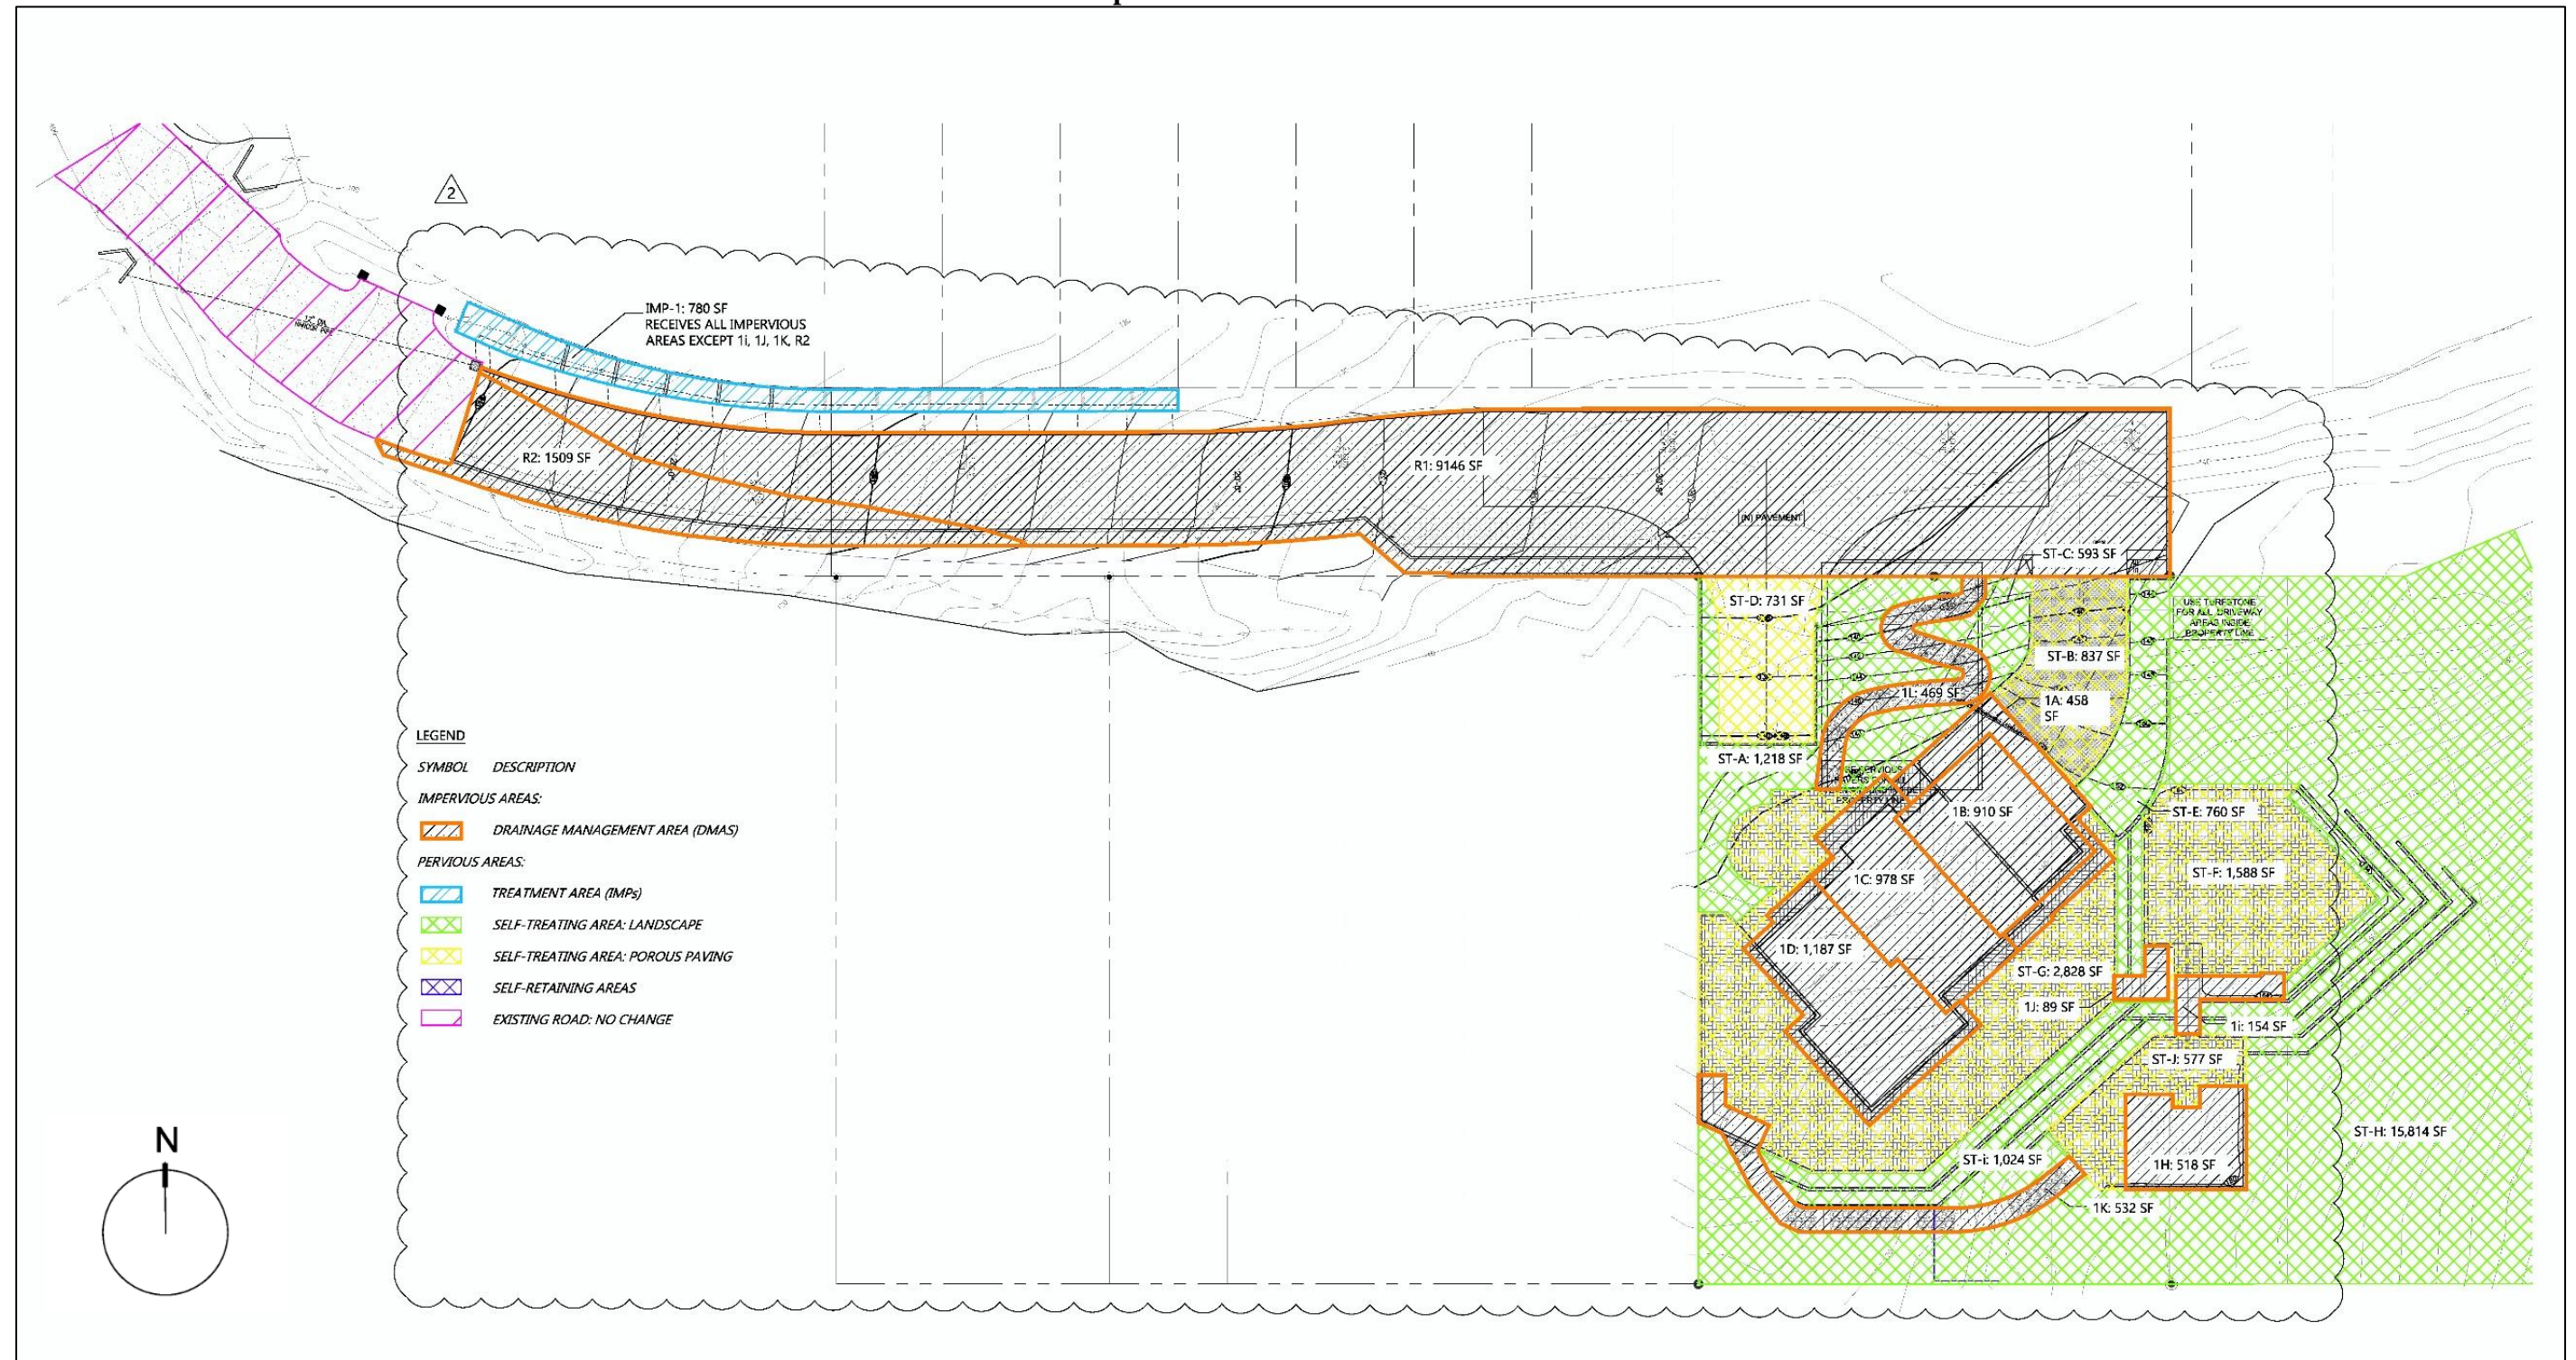 2
IMP-1: 780 SF
RECEIVES ALL IMPERVIOUS
AREAS EXCEPT 1i, 1J, 1K, R2
R2: 1509 SF
R1: 9146 SF
(N) PAVEMENT
ST-C: 593 SF
ST-D: 731 SF
USE TURFSTONE
FOR ALL DRIVEWAY
AREAS INSIDE
PROPERTY LINE
ST-B: 837 SF
1L: 469 SF
1A: 458
SF
ST-A: 1,218 SF
1B: 910 SF
ST-E: 760 SF
1C: 978 SF
ST-F: 1,588 SF
1D: 1,187 SF
ST-G: 2,828 SF
1J: 89 SF
1i: 154 SF
ST-J: 577 SF
ST-H: 15,814 SF
ST-i: 1,024 SF
1H: 518 SF
1K: 532 SF
LEGEND
SYMBOL DESCRIPTION
IMPERVIOUS AREAS:
DRAINAGE MANAGEMENT AREA (DMAS)
PERVIOUS AREAS:
TREATMENT AREA (IMPs)
SELF-TREATING AREA: LANDSCAPE
SELF-TREATING AREA: POROUS PAVING
SELF-RETAINING AREAS
EXISTING ROAD: NO CHANGE
N